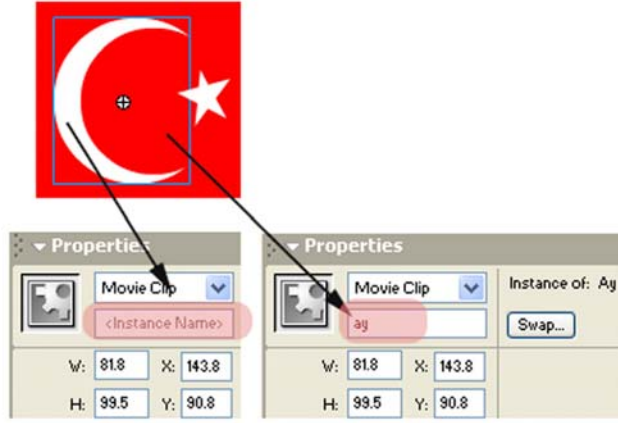 Properties
Movie Clip
<Instance Name>
W: 81.8 X: 143.8
H: 99.5 Y: 90.8
Properties
Movie Clip Instance of: Ay
ay Swap...
W: 81.8 X: 143.8
H: 99.5 Y: 90.8